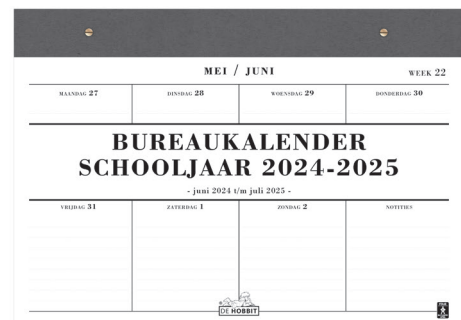 MEI / JUNI
WEEK 22
MAANDAG 27 DINSDAG 28 WOENSDAG 29 DONDERDAG 30
BUREAUKALENDER
SCHOOLJAAR 2024-2025
- juni 2024 t/m juli 2025 -
VRIJDAG 31 ZATERDAG 1 ZONDAG 2 NOTITIES
DE HOBBIT